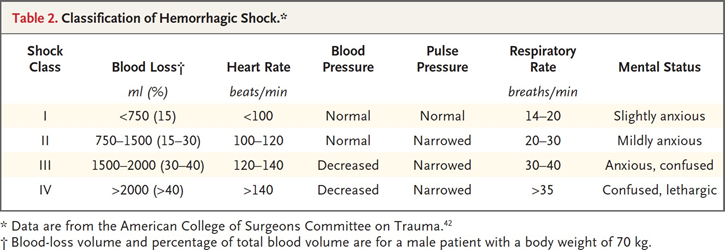 Table 2. Classification of Hemorrhagic Shock.*
Shock Class Blood Loss† Heart Rate Blood Pressure Pulse Pressure Respiratory Rate Mental Status
ml (%) beats/min breaths/min
I <750 (15) <100 Normal Normal 14–20 Slightly anxious
II 750–1500 (15–30) 100–120 Normal Narrowed 20–30 Mildly anxious
III 1500–2000 (30–40) 120–140 Decreased Narrowed 30–40 Anxious, confused
IV >2000 (>40) >140 Decreased Narrowed >35 Confused, lethargic
* Data are from the American College of Surgeons Committee on Trauma.42
† Blood-loss volume and percentage of total blood volume are for a male patient with a body weight of 70 kg.